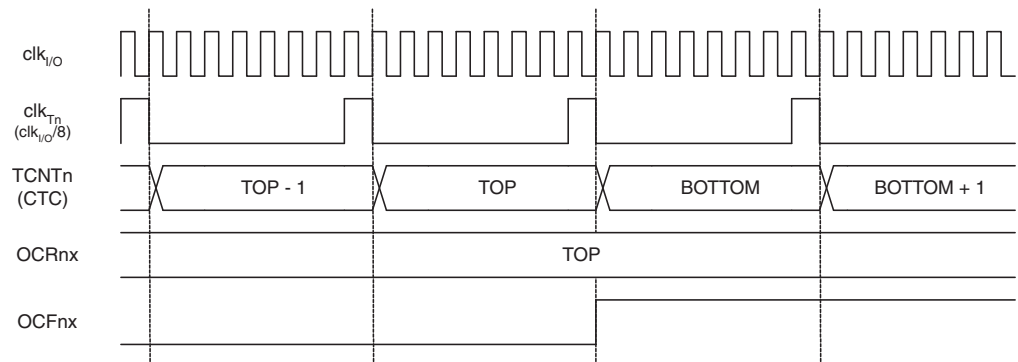 clkI/O
clkTn
(clkI/O/8)
TCNTn
(CTC)
TOP - 1
TOP
BOTTOM
BOTTOM + 1
OCRnx
TOP
OCFnx